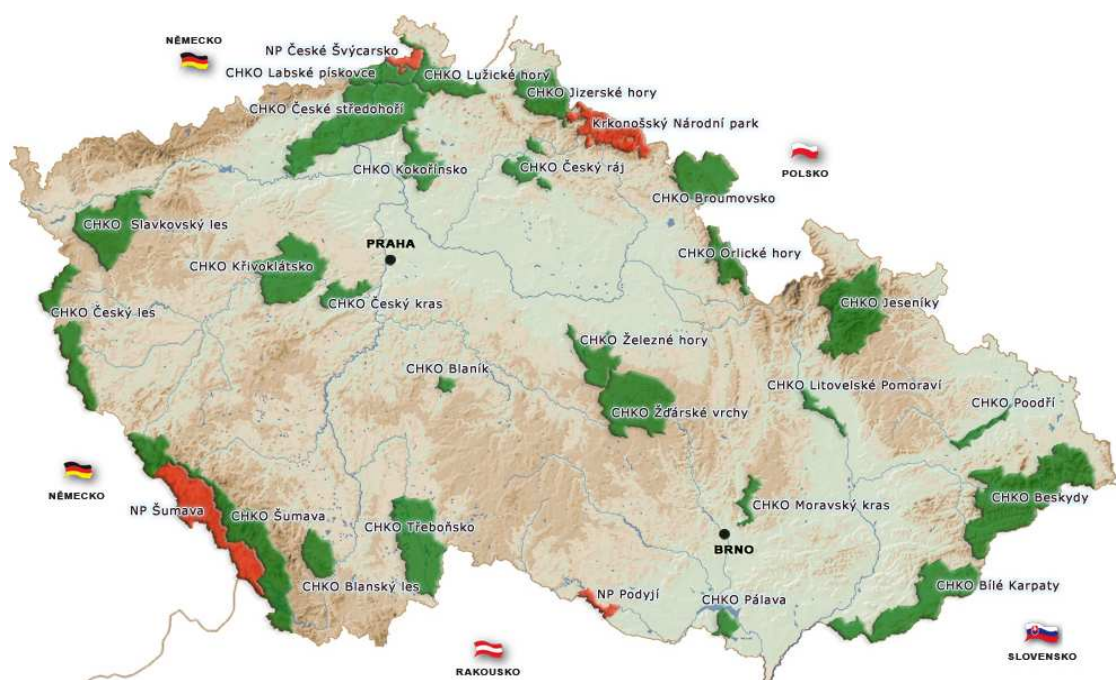 NĚMECKO
NP České Švýcarsko
CHKO Labské pískovce
CHKO Lužické horý
CHKO Jizerské hory
CHKO České středohoří
Krkonošský Národní park
POLSKO
CHKO Kokořínsko
CHKO Český ráj
CHKO Broumovsko
CHKO Slavkovský les
PRAHA
CHKO Orlické hory
CHKO Křivoklátsko
CHKO Český kras
CHKO Jeseníky
CHKO Český les
CHKO Železné hory
CHKO Blaník
CHKO Litovelské Pomoraví
CHKO Poodří
CHKO Žďárské vrchy
NĚMECKO
CHKO Beskydy
NP Šumava
CHKO Šumava
CHKO Třeboňsko
CHKO Moravský kras
BRNO
CHKO Blanský les
NP Podyjí
CHKO Pálava
CHKO Bílé Karpaty
SLOVENSKO
RAKOUSKO